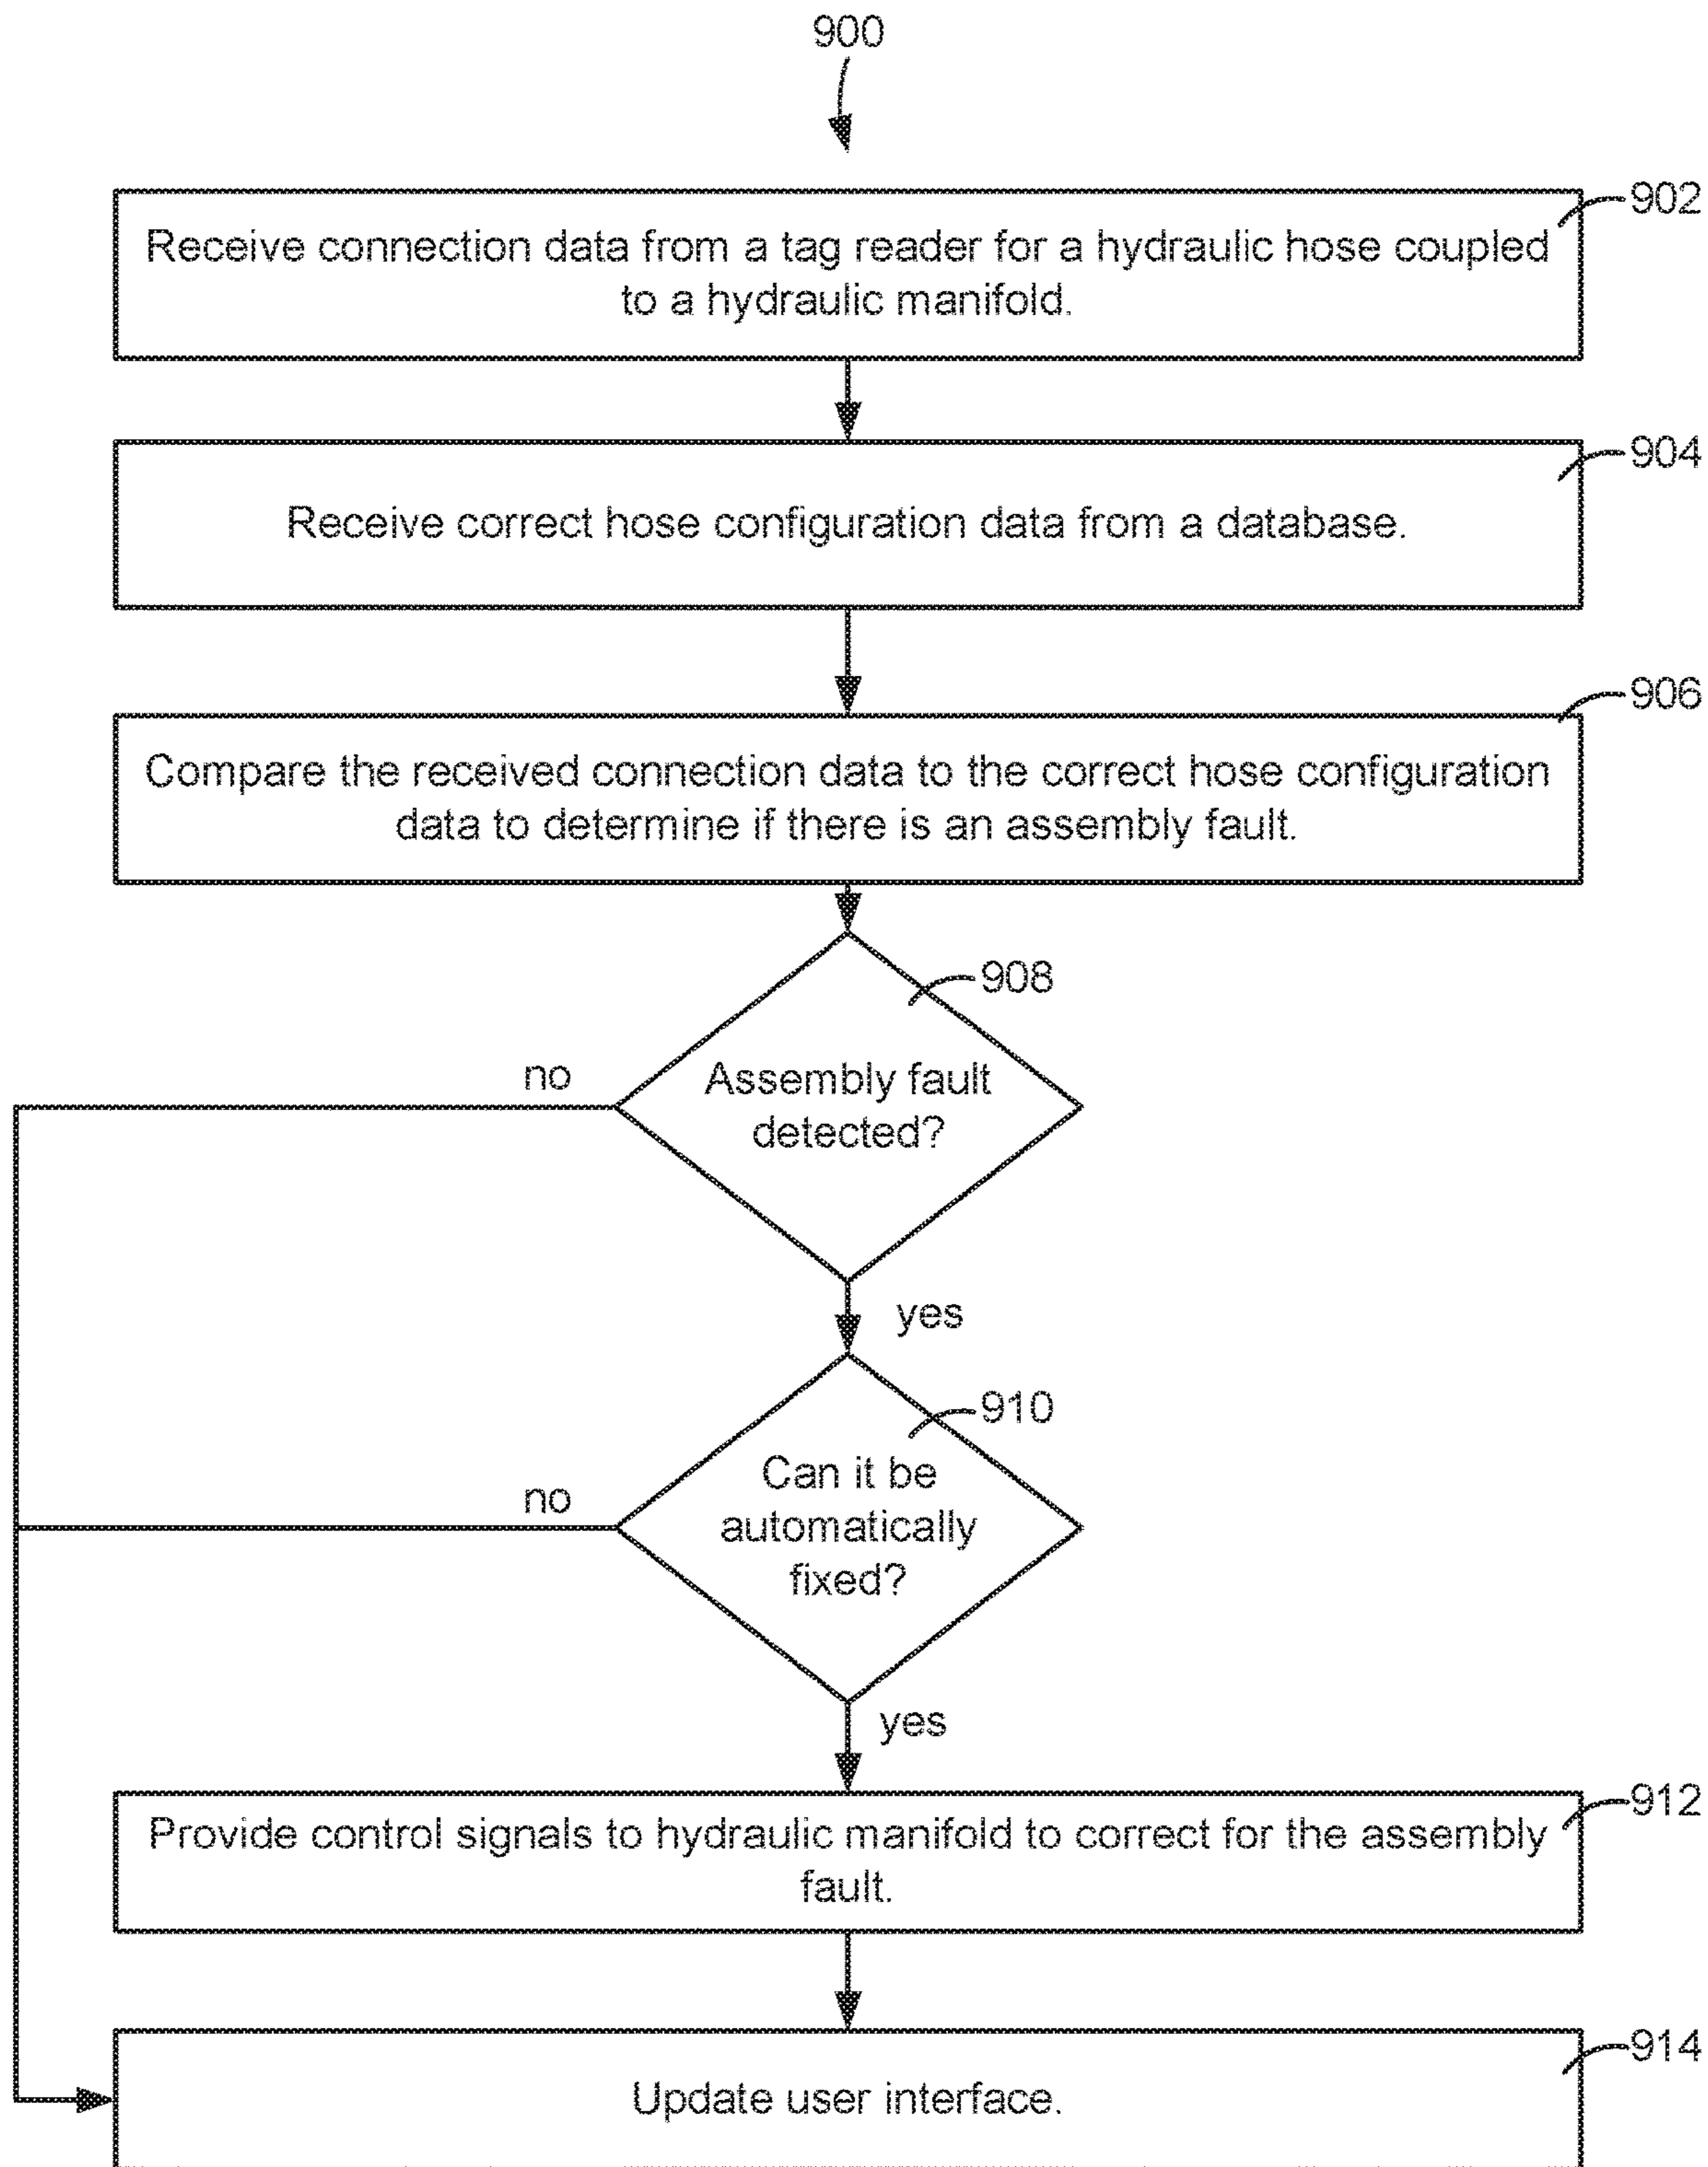 900
902
Receive connection data from a tag reader for a hydraulic hose coupled
to a hydraulic manifold.
904
Receive correct hose configuration data from a database.
906
Compare the received connection data to the correct hose configuration
data to determine if there is an assembly fault.
908
no
Assembly fault
detected?
yes
910
no
Can it be
automatically
fixed?
yes
912
Provide control signals to hydraulic manifold to correct for the assembly
fault.
914
Update user interface.